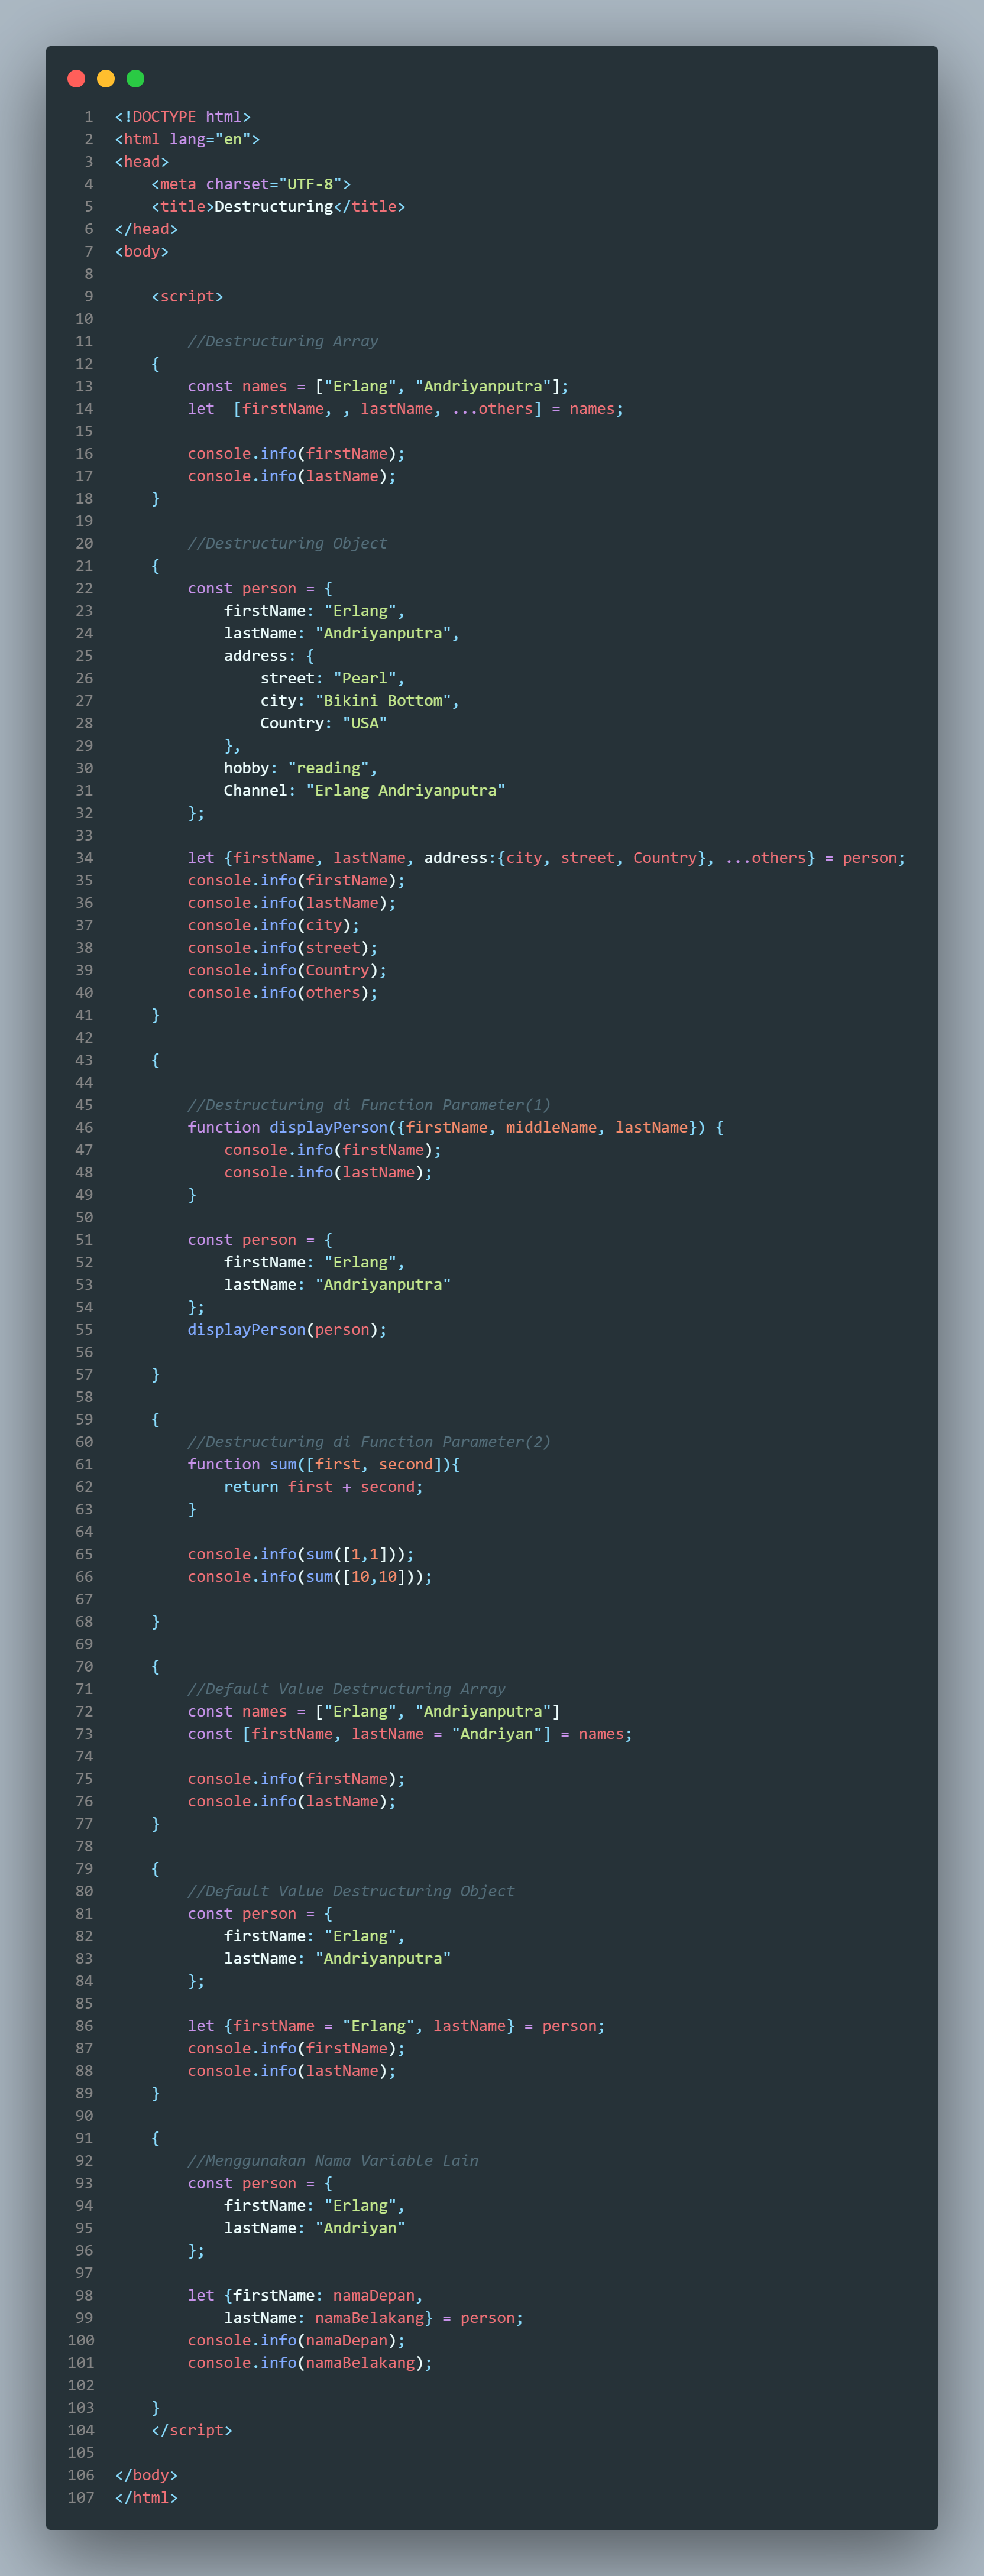 1 <!DOCTYPE html>
2 <html lang="en">
3 <head>
4     <meta charset="UTF-8">
5     <title>Destructuring</title>
6 </head>
7 <body>
8
9     <script>
10
11         //Destructuring Array
12     {
13         const names = ["Erlang", "Andriyanputra"];
14         let  [firstName, , lastName, ...others] = names;
15
16         console.info(firstName);
17         console.info(lastName);
18     }
19
20         //Destructuring Object
21     {
22         const person = {
23             firstName: "Erlang",
24             lastName: "Andriyanputra",
25             address: {
26                 street: "Pearl",
27                 city: "Bikini Bottom",
28                 Country: "USA"
29             },
30             hobby: "reading",
31             Channel: "Erlang Andriyanputra"
32         };
33
34         let {firstName, lastName, address:{city, street, Country}, ...others} = person;
35         console.info(firstName);
36         console.info(lastName);
37         console.info(city);
38         console.info(street);
39         console.info(Country);
40         console.info(others);
41     }
42
43     {
44
45         //Destructuring di Function Parameter(1)
46         function displayPerson({firstName, middleName, lastName}) {
47             console.info(firstName);
48             console.info(lastName);
49         }
50
51         const person = {
52             firstName: "Erlang",
53             lastName: "Andriyanputra"
54         };
55         displayPerson(person);
56
57     }
58
59     {
60         //Destructuring di Function Parameter(2)
61         function sum([first, second]){
62             return first + second;
63         }
64
65         console.info(sum([1,1]));
66         console.info(sum([10,10]));
67
68     }
69
70     {
71         //Default Value Destructuring Array
72         const names = ["Erlang", "Andriyanputra"]
73         const [firstName, lastName = "Andriyan"] = names;
74
75         console.info(firstName);
76         console.info(lastName);
77     }
78
79     {
80         //Default Value Destructuring Object
81         const person = {
82             firstName: "Erlang",
83             lastName: "Andriyanputra"
84         };
85
86         let {firstName = "Erlang", lastName} = person;
87         console.info(firstName);
88         console.info(lastName);
89     }
90
91     {
92         //Menggunakan Nama Variable Lain
93         const person = {
94             firstName: "Erlang",
95             lastName: "Andriyan"
96         };
97
98         let {firstName: namaDepan,
99             lastName: namaBelakang} = person;
100         console.info(namaDepan);
101         console.info(namaBelakang);
102
103     }
104     </script>
105
106 </body>
107 </html>